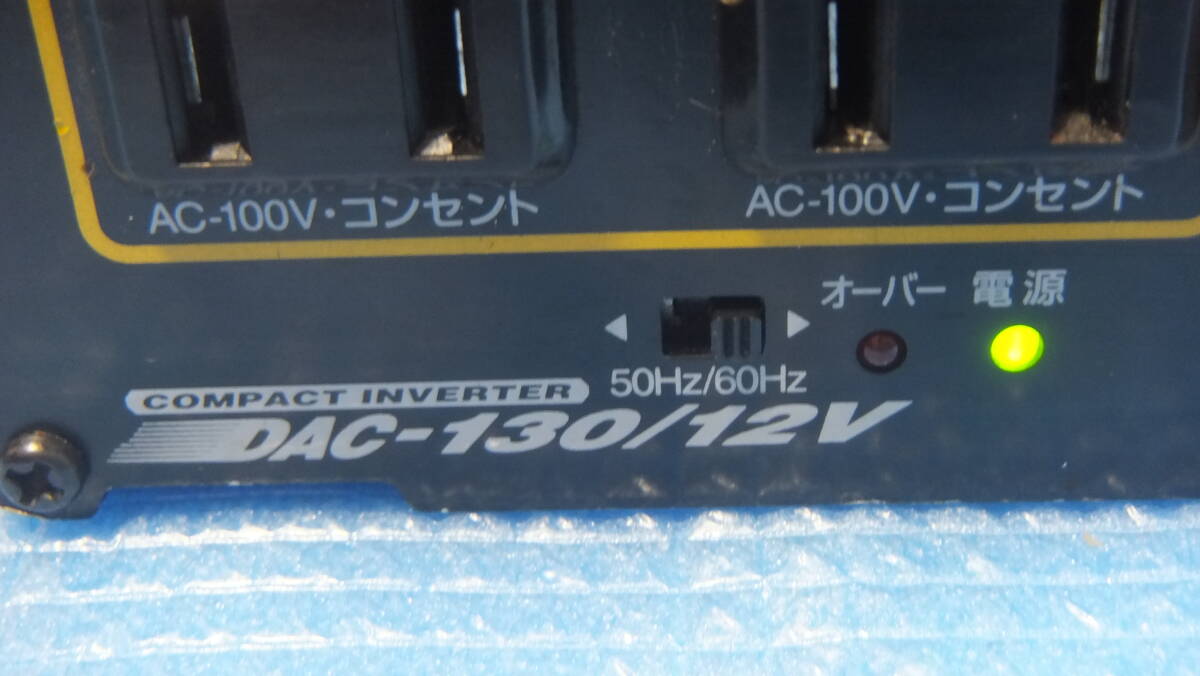 AC-100V・コンセント
AC-100V・コンセント
オーバー 電源
◀ ▶
50Hz/60Hz
COMPACT INVERTER
DAC-130/12V